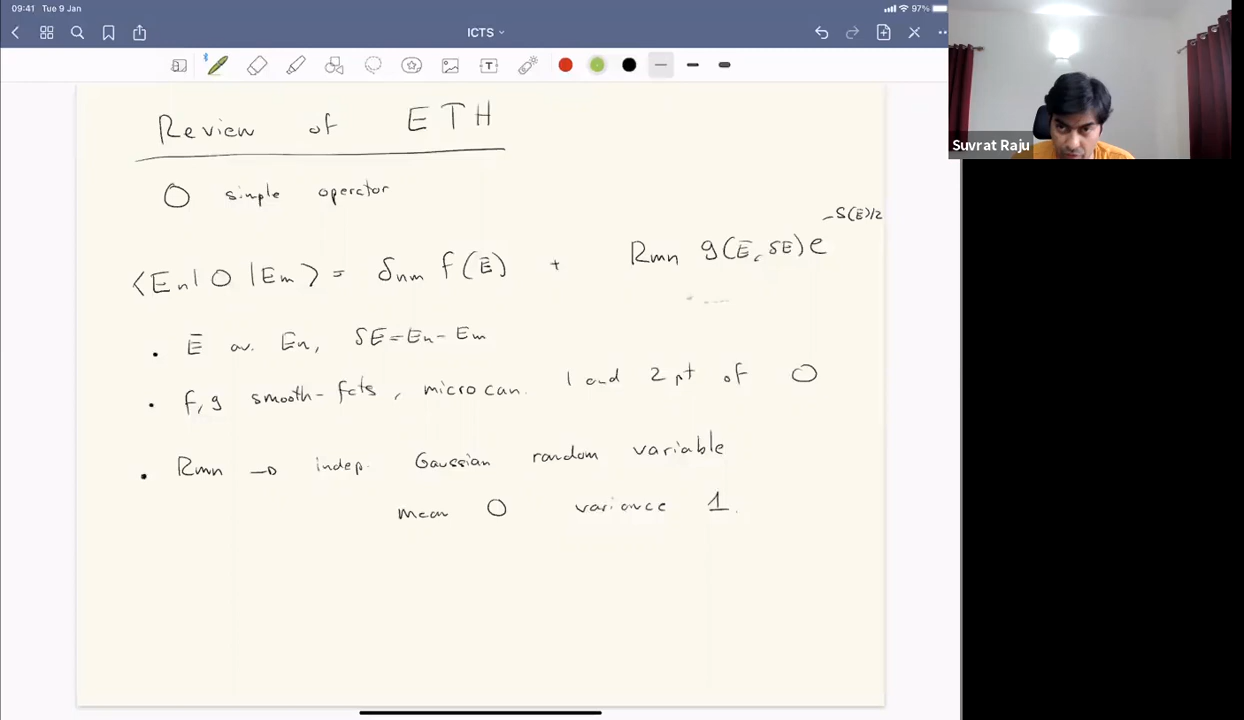 09:41 Tue 9 Jan
97%
ICTS
Suvrat Raju
Review of ETH
O simple operator
⟨En| O |Em⟩ = δnm f(Ē) + Rmn g(Ē, δE) e^{-S(Ē)/2}
• Ē av. En, δE = En - Em
• f, g smooth-fcts, microcan. 1 and 2 pt of O
• Rmn → indep. Gaussian random variable
mean 0 variance 1.